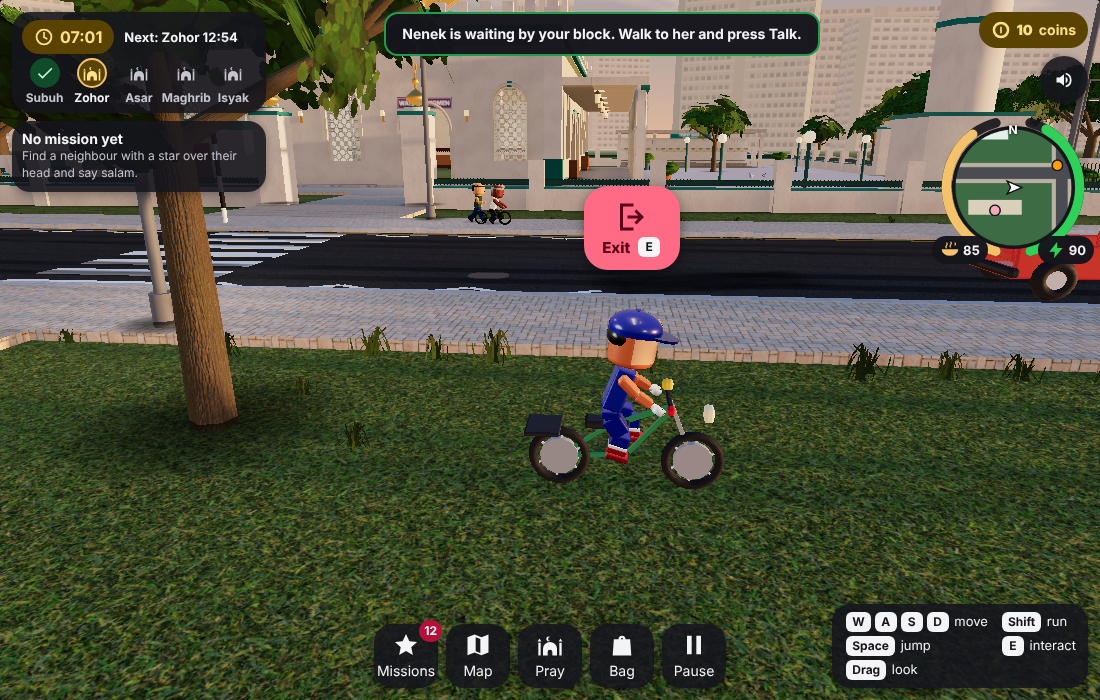 07:01
Next: Zohor 12:54
Subuh
Zohor
Asar
Maghrib
Isyak
No mission yet
Find a neighbour with a star over their
head and say salam.
Nenek is waiting by your block. Walk to her and press Talk.
10 coins
N
85
90
Exit E
12
Missions
Map
Pray
Bag
Pause
W A S D move
Shift run
Space jump
E interact
Drag look